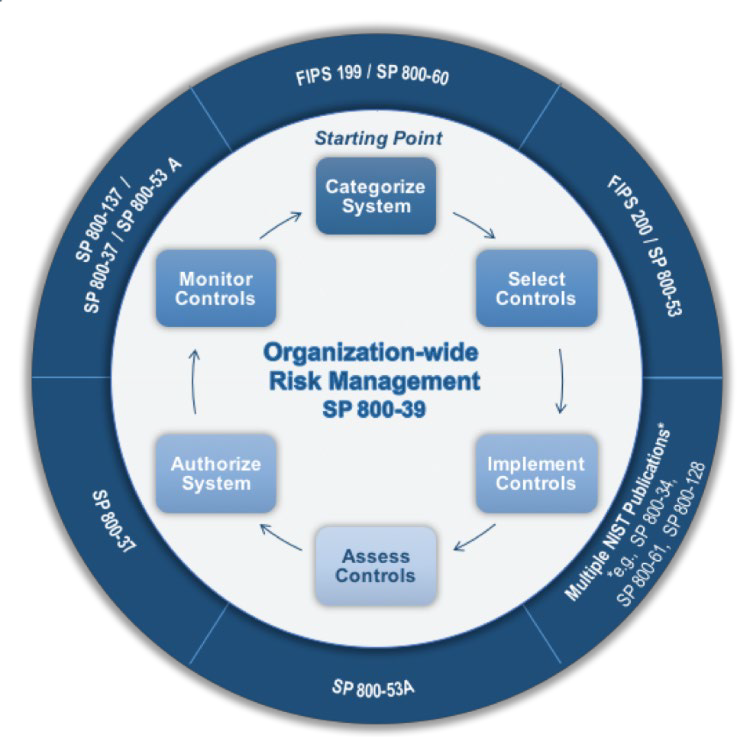 FIPS 199 / SP 800-60
Starting Point
Categorize
System
FIPS 200 / SP 800-53
Select
Controls
Multiple NIST Publications*
*e.g., SP 800-34,
SP 800-61, SP 800-128
Implement
Controls
SP 800-53A
Assess
Controls
SP 800-37
Authorize
System
SP 800-137 /
SP 800-37 / SP 800-53 A
Monitor
Controls
Organization-wide
Risk Management
SP 800-39